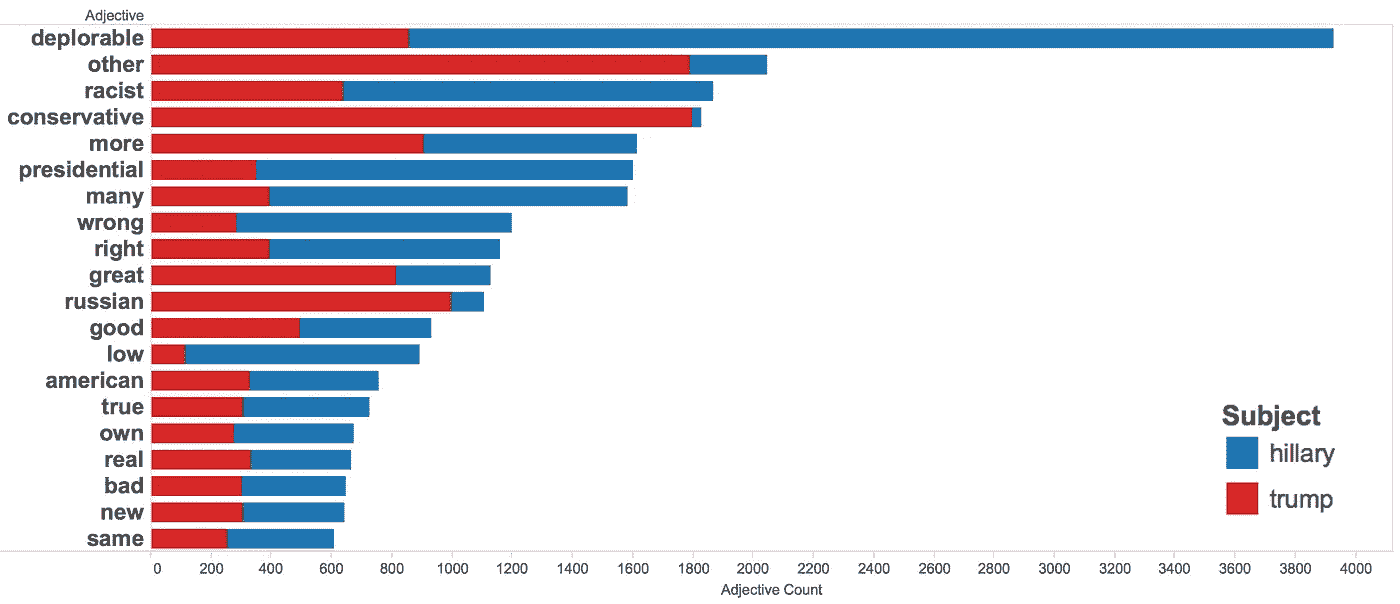 Adjective
deplorable
other
racist
conservative
more
presidential
many
wrong
right
great
russian
good
low
american
true
own
real
bad
new
same
Subject
hillary
trump
0 200 400 600 800 1000 1200 1400 1600 1800 2000 2200 2400 2600 2800 3000 3200 3400 3600 3800 4000
Adjective Count